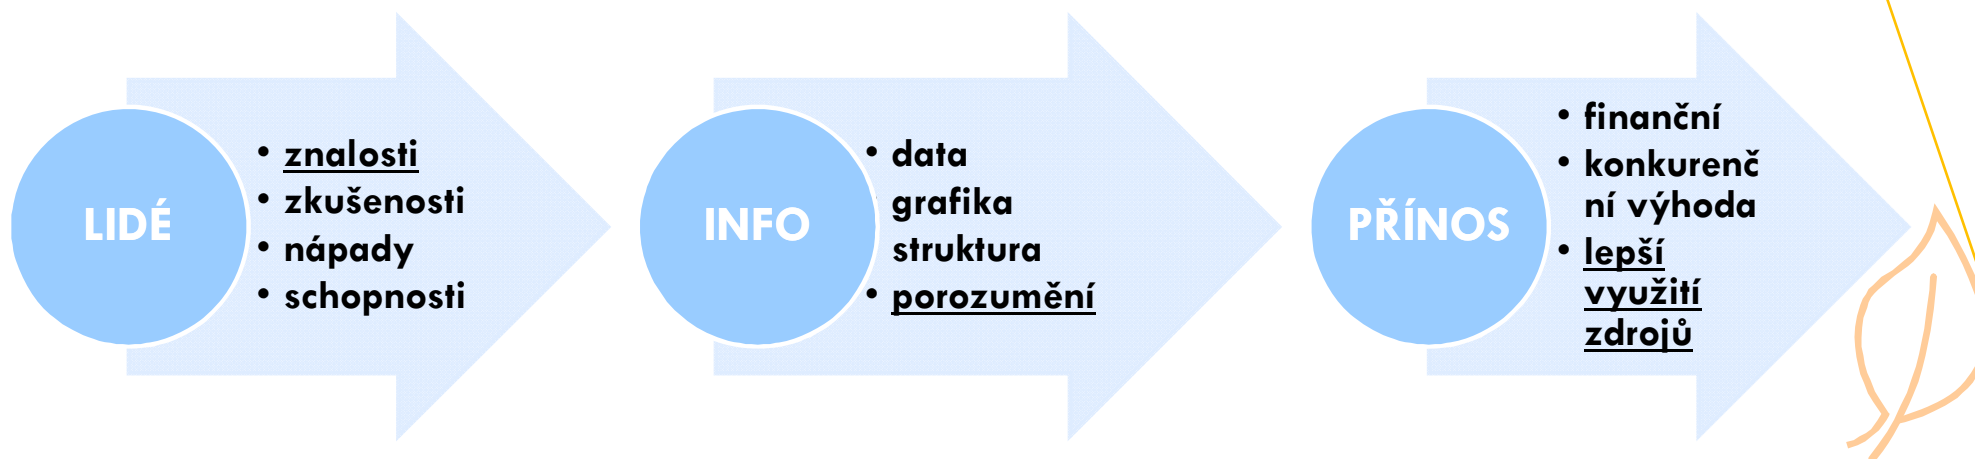 LIDÉ
• znalosti
• zkušenosti
• nápady
• schopnosti
INFO
• data
grafika
struktura
• porozumění
PŘÍNOS
• finanční
• konkurenč
ní výhoda
• lepší
využití
zdrojů